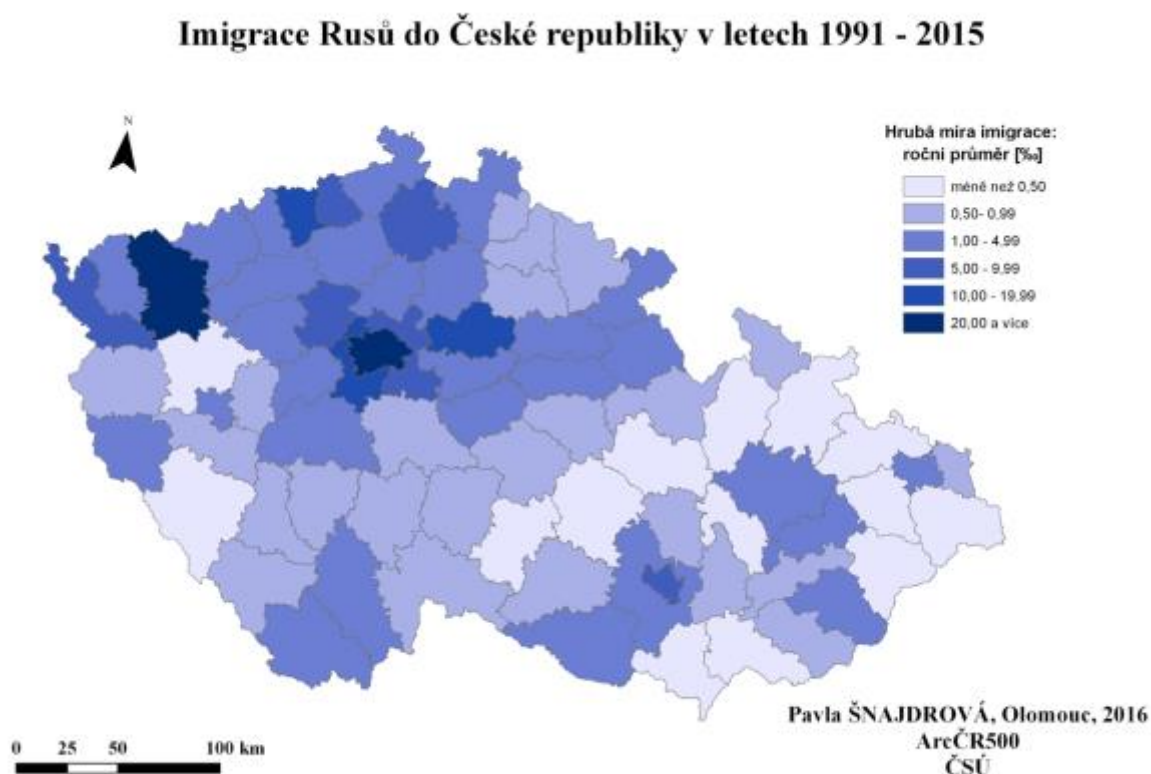 Imigrace Rusů do České republiky v letech 1991 - 2015
N
Hrubá míra imigrace:
roční průměr [‰]
méně než 0,50
0,50- 0,99
1,00 - 4,99
5,00 - 9,99
10,00 - 19,99
20,00 a více
Pavla ŠNAJDROVÁ, Olomouc, 2016
ArcČR500
ČSÚ
0 25 50 100 km